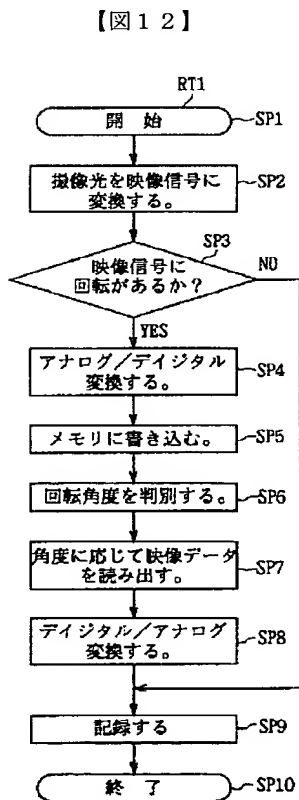 【図１２】
RT1
開 始
SP1
撮像光を映像信号に
変換する。
SP2
SP3
映像信号に
回転があるか？
NO
YES
アナログ／デイジタル
変換する。
SP4
メモリに書き込む。
SP5
回転角度を判別する。
SP6
角度に応じて映像データ
を読み出す。
SP7
デイジタル／アナログ
変換する。
SP8
記録する
SP9
終 了
SP10